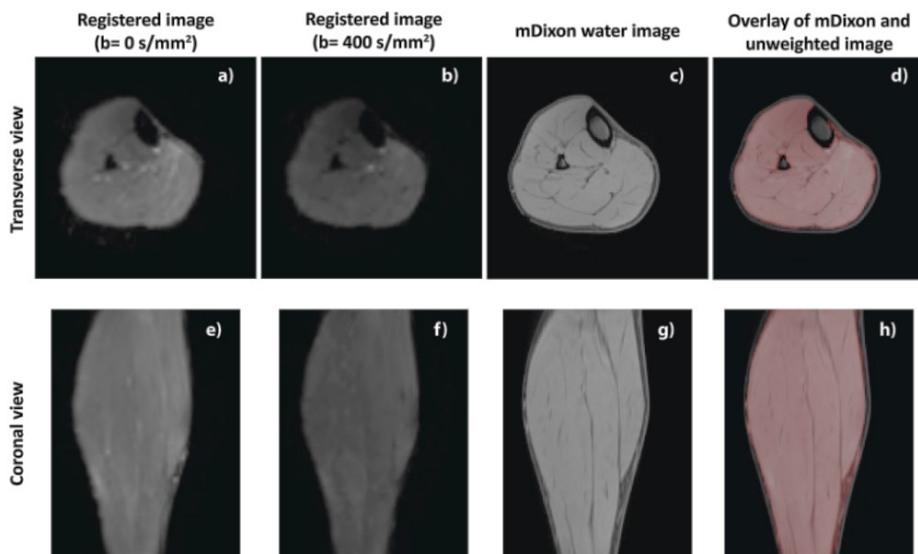 Registered image
(b= 0 s/mm²)
Registered image
(b= 400 s/mm²)
mDixon water image
Overlay of mDixon and
unweighted image
Transverse view
a)
b)
c)
d)
Coronal view
e)
f)
g)
h)